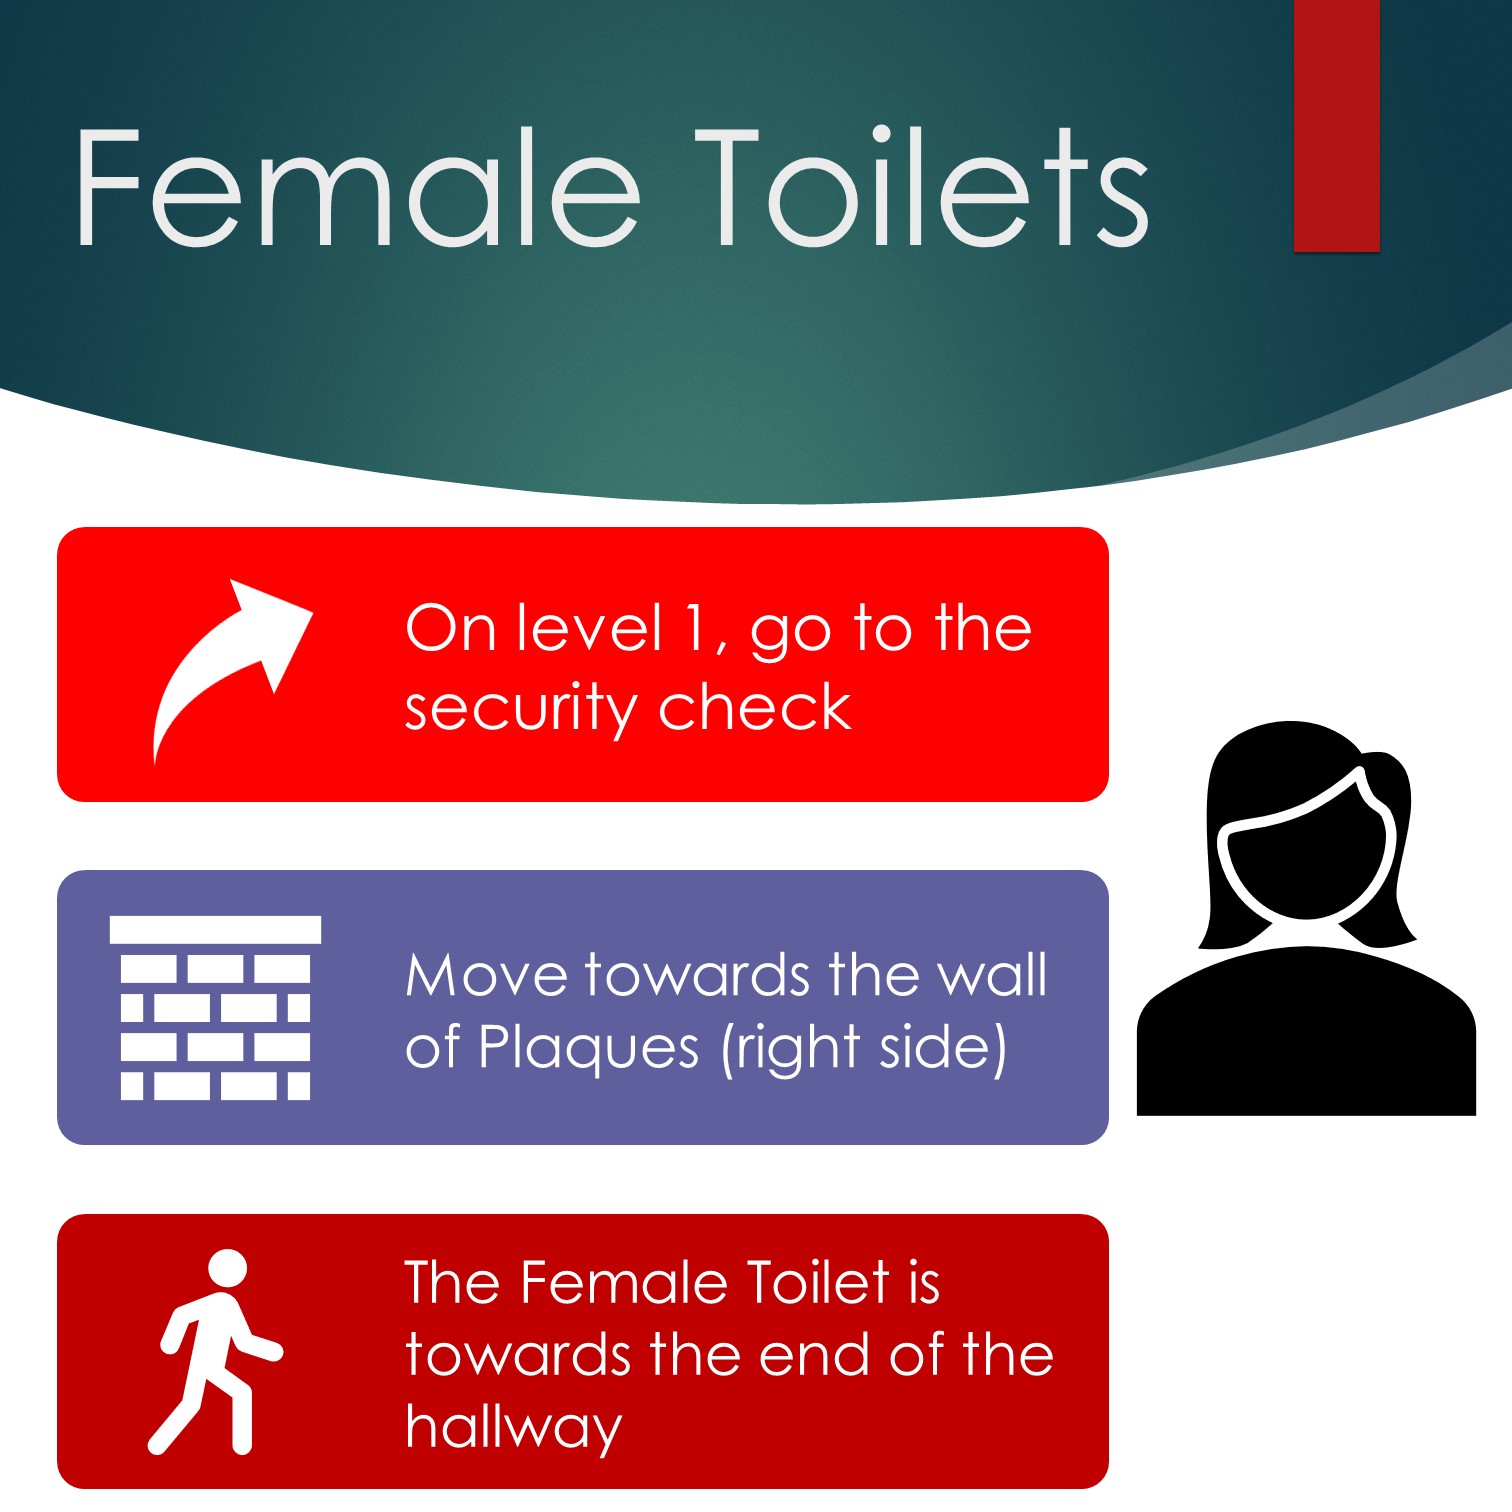 Female Toilets
On level 1, go to the
security check
Move towards the wall
of Plaques (right side)
The Female Toilet is
towards the end of the
hallway